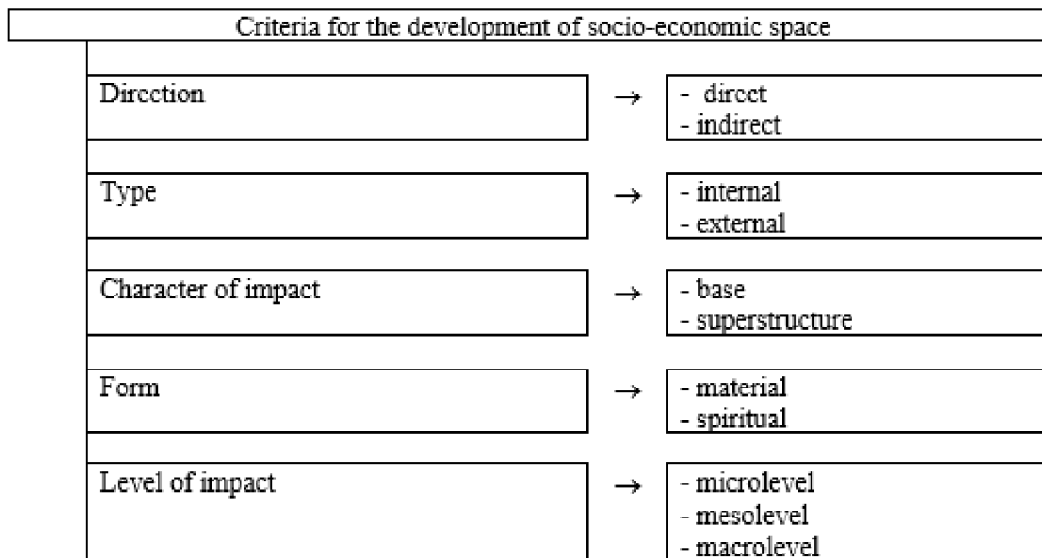 Criteria for the development of socio-economic space
Direction → - direct
- indirect
Type → - internal
- external
Character of impact → - base
- superstructure
Form → - material
- spiritual
Level of impact → - microlevel
- mesolevel
- macrolevel